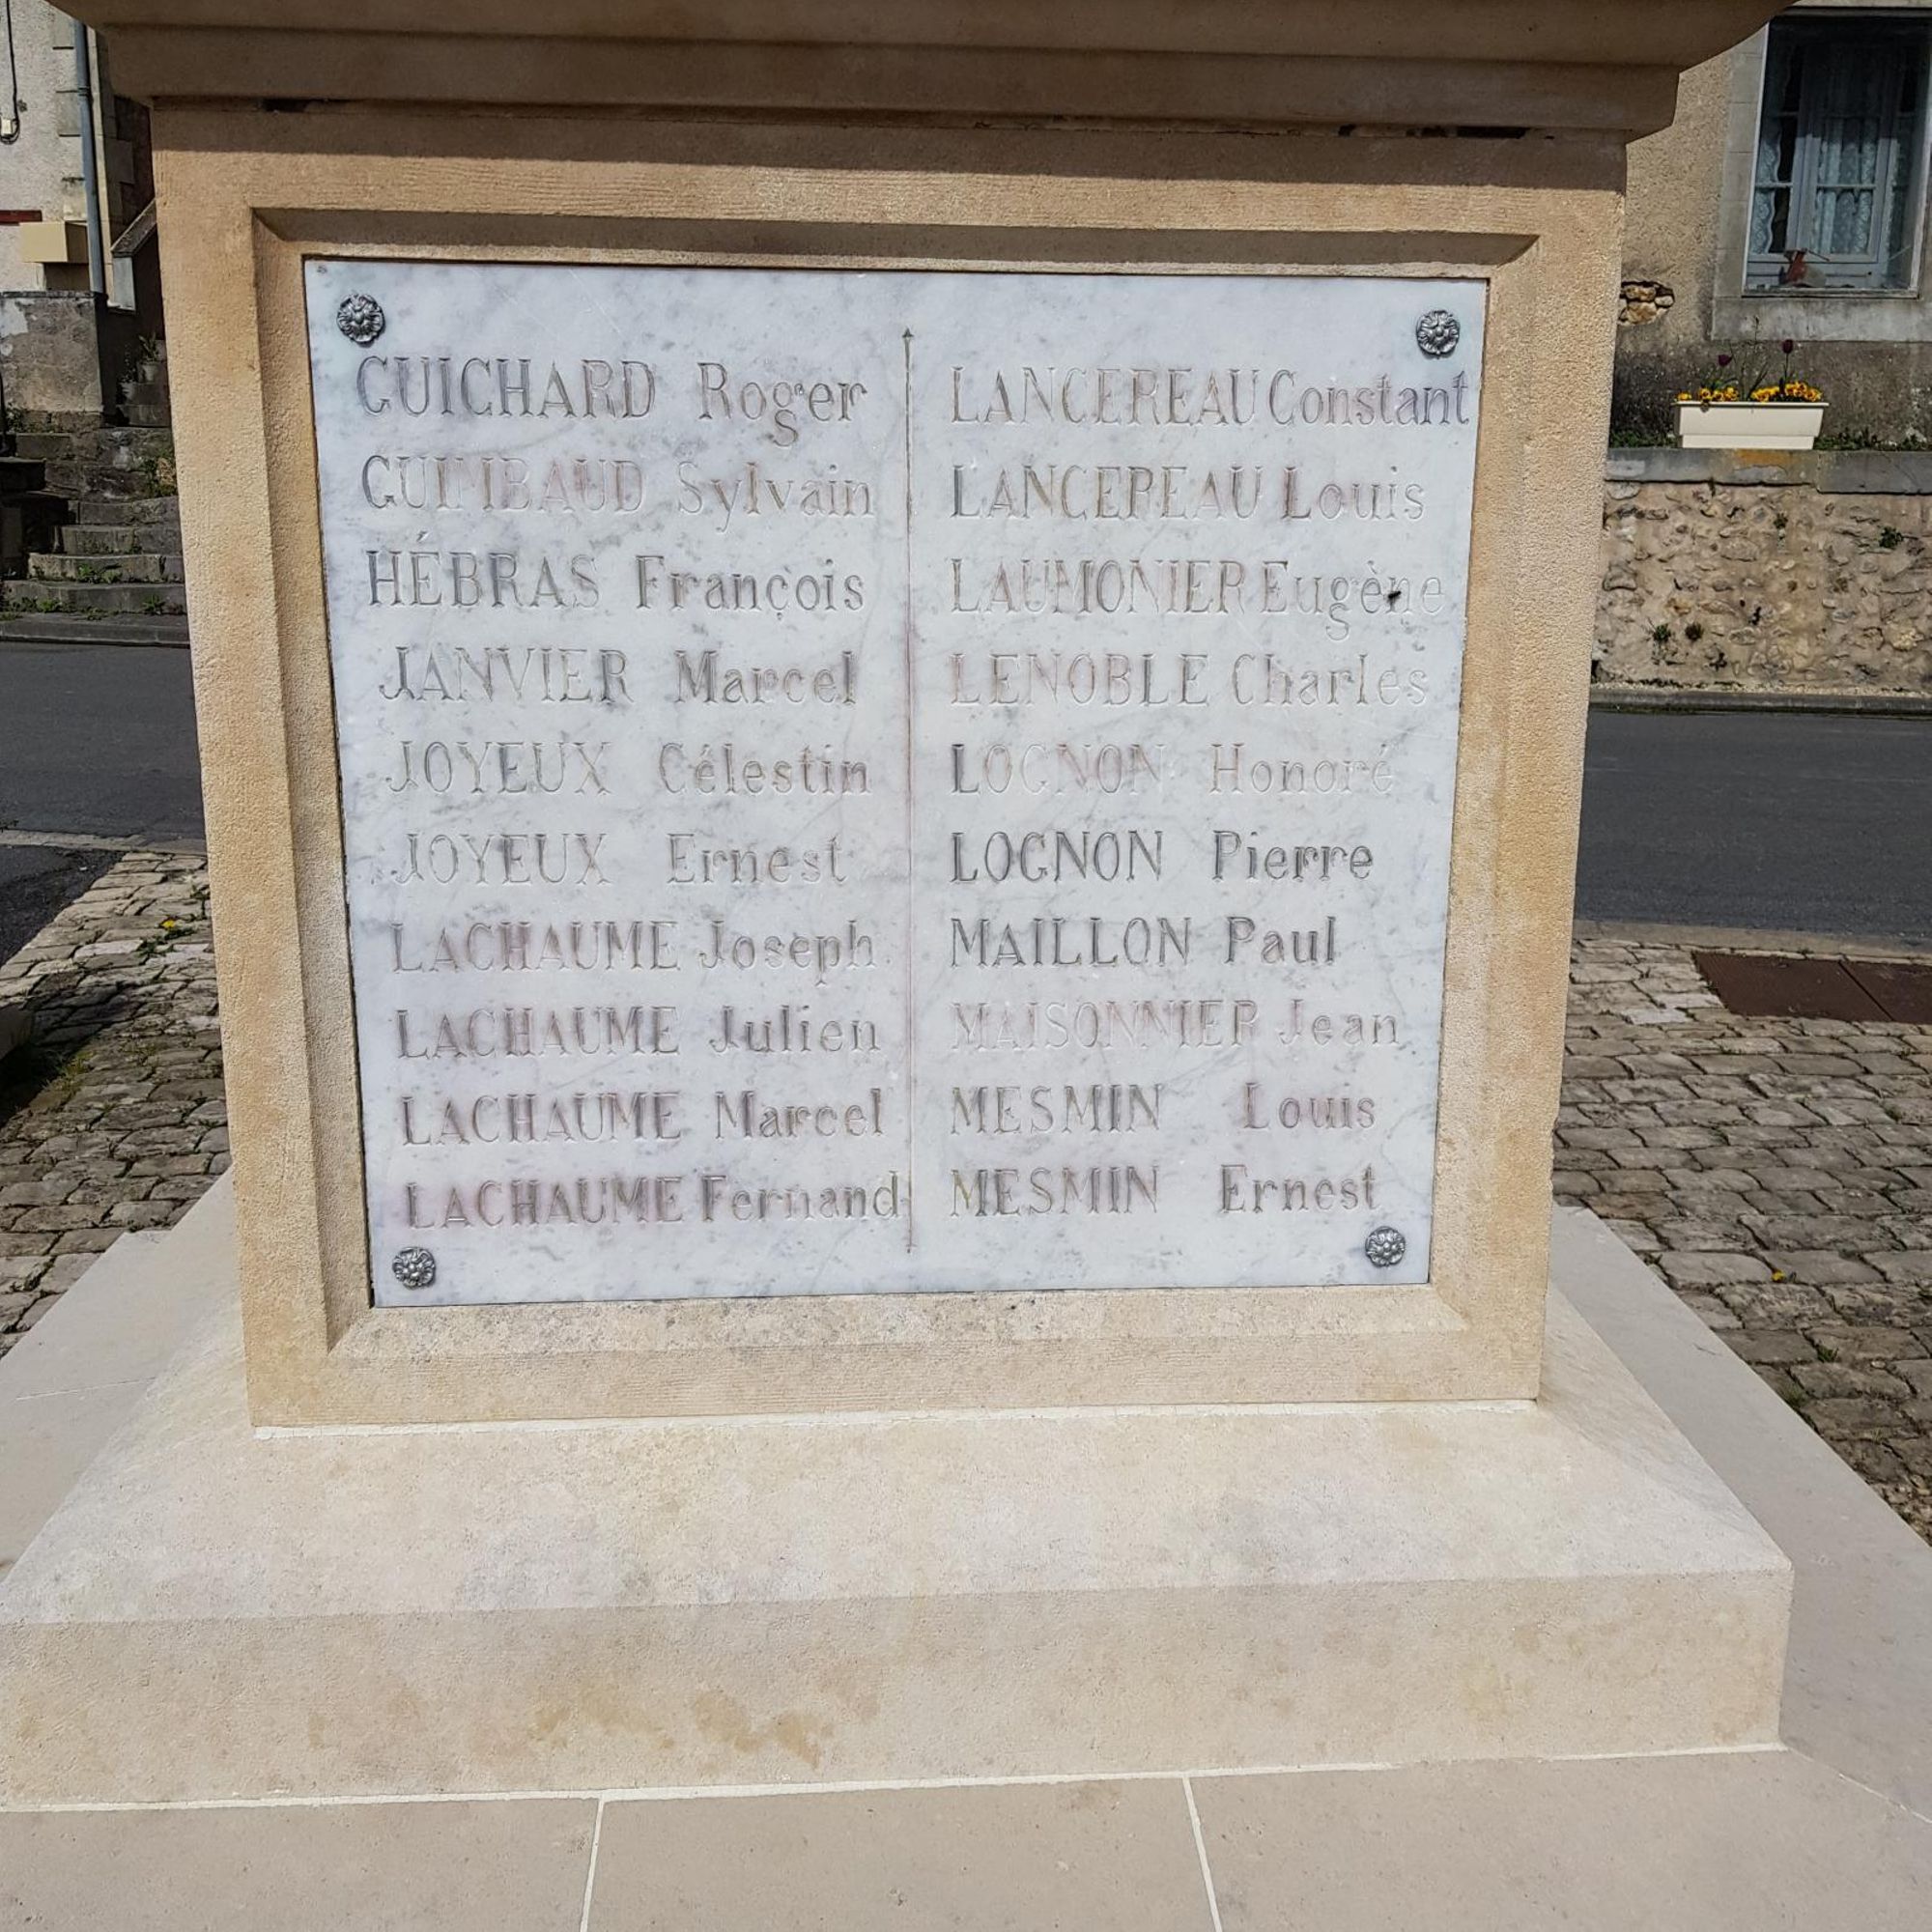 GUICHARD Roger
GUIMBAUD Sylvain
HÉBRAS François
JANVIER Marcel
JOYEUX Célestin
JOYEUX Ernest
LACHAUME Joseph
LACHAUME Julien
LACHAUME Marcel
LACHAUME Fernand
LANCEREAU Constant
LANCEREAU Louis
LAUMONIER Eugène
LENOBLE Charles
LOGNON Honoré
LOGNON Pierre
MAILLON Paul
MAISONNIER Jean
MESMIN Louis
MESMIN Ernest